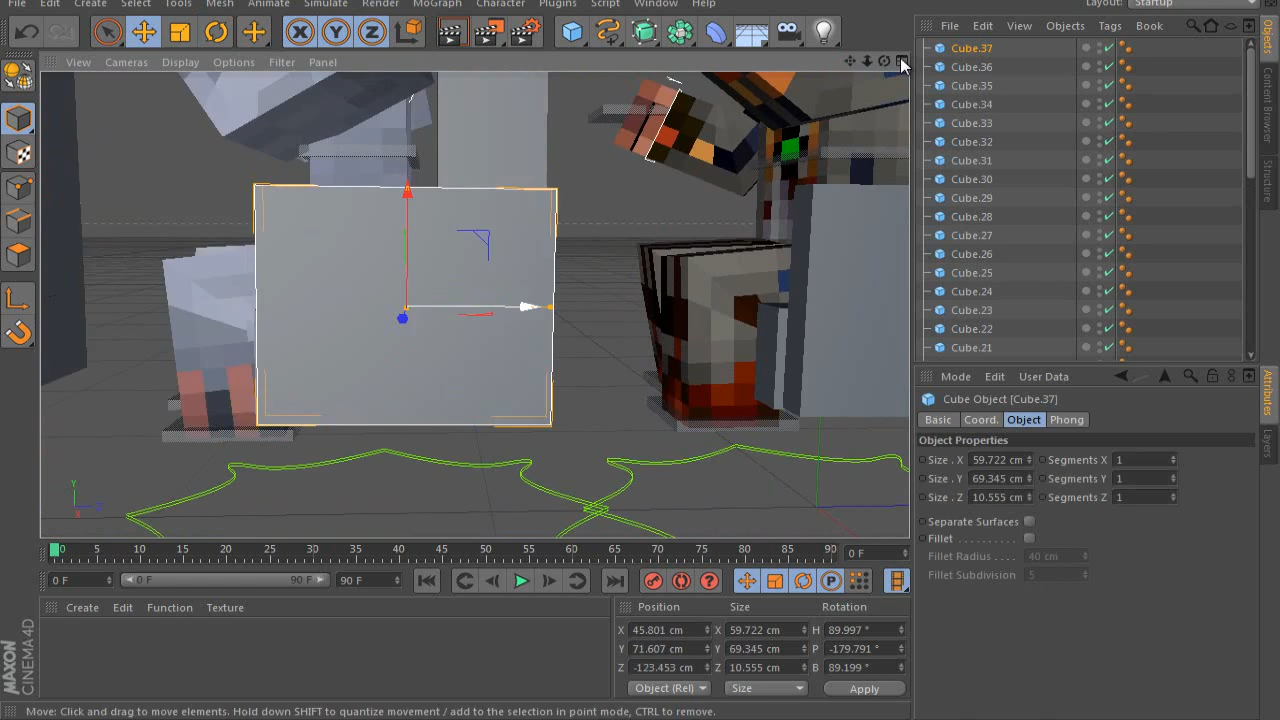 File Edit Create Select Tools Mesh Animate Simulate Render MoGraph Character Plugins Script Window Help Layout: Startup
X Y Z
File Edit View Objects Tags Book
View Cameras Display Options Filter Panel
Cube.37
Cube.36
Cube.35
Cube.34
Cube.33
Cube.32
Cube.31
Cube.30
Cube.29
Cube.28
Cube.27
Cube.26
Cube.25
Cube.24
Cube.23
Cube.22
Cube.21
Objects
Content Browser
Structure
Attributes
Layers
Mode Edit User Data
Cube Object [Cube.37]
Basic Coord. Object Phong
Object Properties
Size . X 59.722 cm Segments X 1
Size . Y 69.345 cm Segments Y 1
Size . Z 10.555 cm Segments Z 1
Separate Surfaces
Fillet . . . . . . . . . .
Fillet Radius . . . . 40 cm
Fillet Subdivision 5
Y
Z
X
0 5 10 15 20 25 30 35 40 45 50 55 60 65 70 75 80 85 90 0 F
0 F 0 F 90 F 90 F
P
Create Edit Function Texture
Position Size Rotation
X 45.801 cm X 59.722 cm H 89.997 °
Y 71.607 cm Y 69.345 cm P -179.791 °
Z -123.453 cm Z 10.555 cm B 89.199 °
Object (Rel) Size Apply
MAXON
CINEMA4D
Move: Click and drag to move elements. Hold down SHIFT to quantize movement / add to the selection in point mode, CTRL to remove.